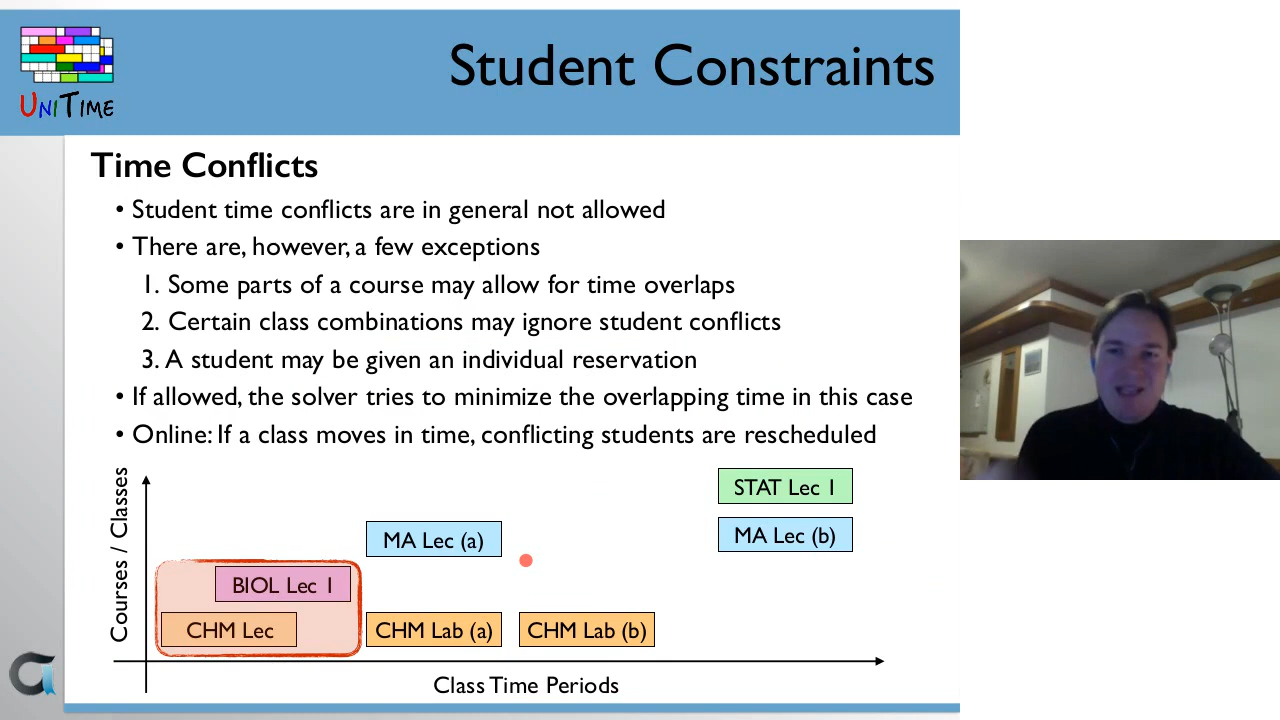 Student Constraints
UNITIME
Time Conflicts
• Student time conflicts are in general not allowed
• There are, however, a few exceptions
1. Some parts of a course may allow for time overlaps
2. Certain class combinations may ignore student conflicts
3. A student may be given an individual reservation
• If allowed, the solver tries to minimize the overlapping time in this case
• Online: If a class moves in time, conflicting students are rescheduled
Courses / Classes
STAT Lec 1
MA Lec (a)
MA Lec (b)
BIOL Lec 1
CHM Lec
CHM Lab (a)
CHM Lab (b)
Class Time Periods